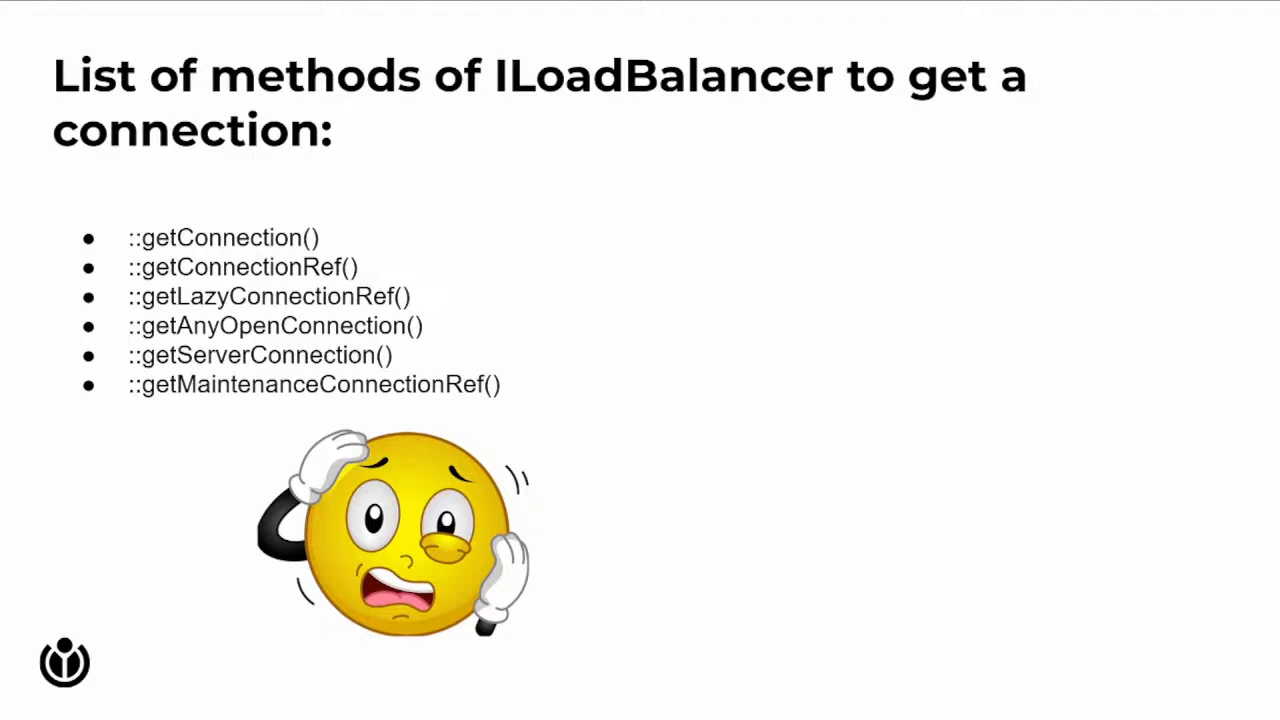 List of methods of ILoadBalancer to get a
connection:
● ::getConnection()
● ::getConnectionRef()
● ::getLazyConnectionRef()
● ::getAnyOpenConnection()
● ::getServerConnection()
● ::getMaintenanceConnectionRef()